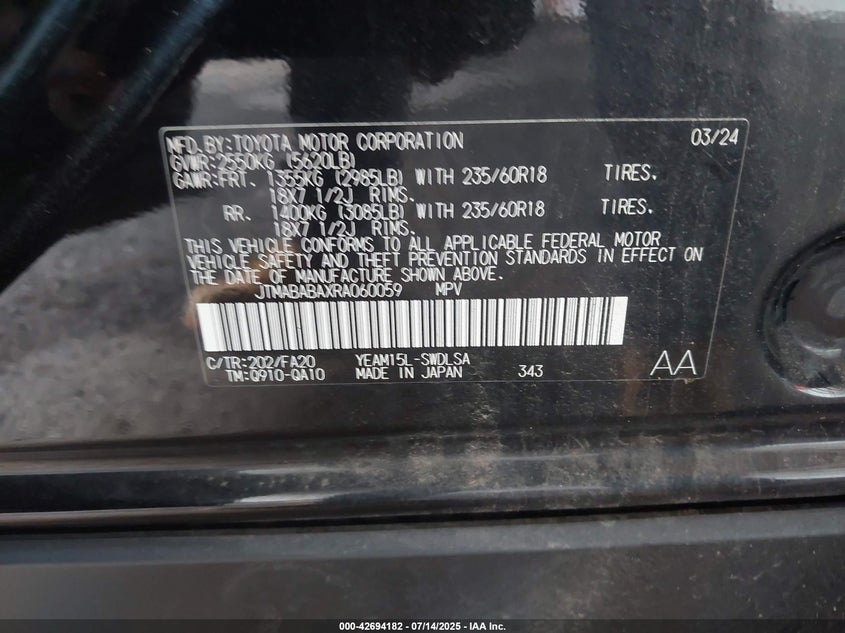 MFD.BY:TOYOTA MOTOR CORPORATION 03/24
GVWR:2550KG (5620LB)
GAWR:FRT. 1355KG (2985LB) WITH 235/60R18 TIRES.
18X7 1/2J RIMS.
RR. 1400KG (3085LB) WITH 235/60R18 TIRES.
18X7 1/2J RIMS.
THIS VEHICLE CONFORMS TO ALL APPLICABLE FEDERAL MOTOR
VEHICLE SAFETY AND THEFT PREVENTION STANDARDS IN EFFECT ON
THE DATE OF MANUFACTURE SHOWN ABOVE.
JTMABABAXRA060059 MPV
C/TR:202/FA20 YEAM15L-SWDLSA
TM:Q910-QA10 MADE IN JAPAN 343 AA
000-42694182 / 07/14/2025 - IAA Inc.